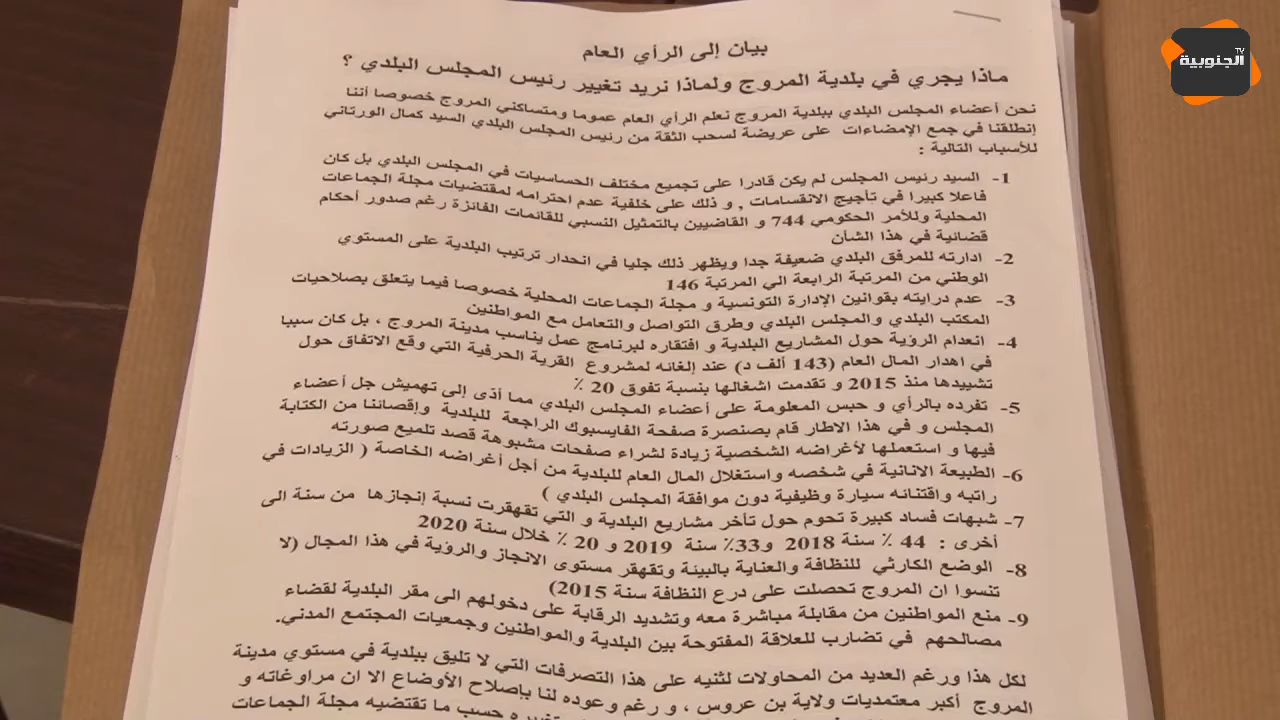 الجنوبية TV
بيان إلى الرأي العام
ماذا يجري في بلدية المروج ولماذا نريد تغيير رئيس المجلس البلدي ؟
نحن أعضاء المجلس البلدي ببلدية المروج نعلم الرأي العام عموما ومتساكني المروج خصوصا أننا
إنطلقنا في جمع الإمضاءات على عريضة لسحب الثقة من رئيس المجلس البلدي السيد كمال الورتاني
للأسباب التالية :
1- السيد رئيس المجلس لم يكن قادرا على تجميع مختلف الحساسيات في المجلس البلدي بل كان
فاعلا كبيرا في تأجيج الانقسامات , و ذلك على خلفية عدم احترامه لمقتضيات مجلة الجماعات
المحلية وللأمر الحكومي 744 و القاضيين بالتمثيل النسبي للقائمات الفائزة رغم صدور أحكام
قضائية في هذا الشأن
2- ادارته للمرفق البلدي ضعيفة جدا ويظهر ذلك جليا في انحدار ترتيب البلدية على المستوي
الوطني من المرتبة الرابعة الي المرتبة 146
3- عدم درايته بقوانين الإدارة التونسية و مجلة الجماعات المحلية خصوصا فيما يتعلق بصلاحيات
المكتب البلدي والمجلس البلدي وطرق التواصل والتعامل مع المواطنين
4- انعدام الرؤية حول المشاريع البلدية و افتقاره لبرنامج عمل يناسب مدينة المروج ، بل كان سببا
في اهدار المال العام (143 ألف د) عند إلغائه لمشروع القرية الحرفية التي وقع الاتفاق حول
تشييدها منذ 2015 و تقدمت اشغالها بنسبة تفوق 20 ٪
5- تفرده بالرأي و حبس المعلومة على أعضاء المجلس البلدي مما أدّى إلى تهميش جل أعضاء
المجلس و في هذا الاطار قام بصنصرة صفحة الفايسبوك الراجعة للبلدية وإقصائنا من الكتابة
فيها و استعملها لأغراضه الشخصية زيادة لشراء صفحات مشبوهة قصد تلميع صورته
6- الطبيعة الانانية في شخصه واستغلال المال العام للبلدية من أجل أغراضه الخاصة ( الزيادات في
راتبه واقتنائه سيارة وظيفية دون موافقة المجلس البلدي )
7- شبهات فساد كبيرة تحوم حول تأخر مشاريع البلدية و التي تقهقرت نسبة إنجازها من سنة الى
أخرى : 44 ٪ سنة 2018 و33٪ سنة 2019 و 20 ٪ خلال سنة 2020
8- الوضع الكارثي للنظافة والعناية بالبيئة وتقهقر مستوى الانجاز والرؤية في هذا المجال (لا
تنسوا ان المروج تحصلت على درع النظافة سنة 2015)
9- منع المواطنين من مقابلة مباشرة معه وتشديد الرقابة على دخولهم الى مقر البلدية لقضاء
مصالحهم في تضارب للعلاقة المفتوحة بين البلدية والمواطنين وجمعيات المجتمع المدني.
لكل هذا ورغم العديد من المحاولات لثنيه على هذا التصرفات التي لا تليق ببلدية في مستوي مدينة
المروج أكبر معتمديات ولاية بن عروس ، و رغم وعوده لنا بإصلاح الأوضاع الا ان مراوغاته و
حسب ما تقتضيه مجلة الجماعات